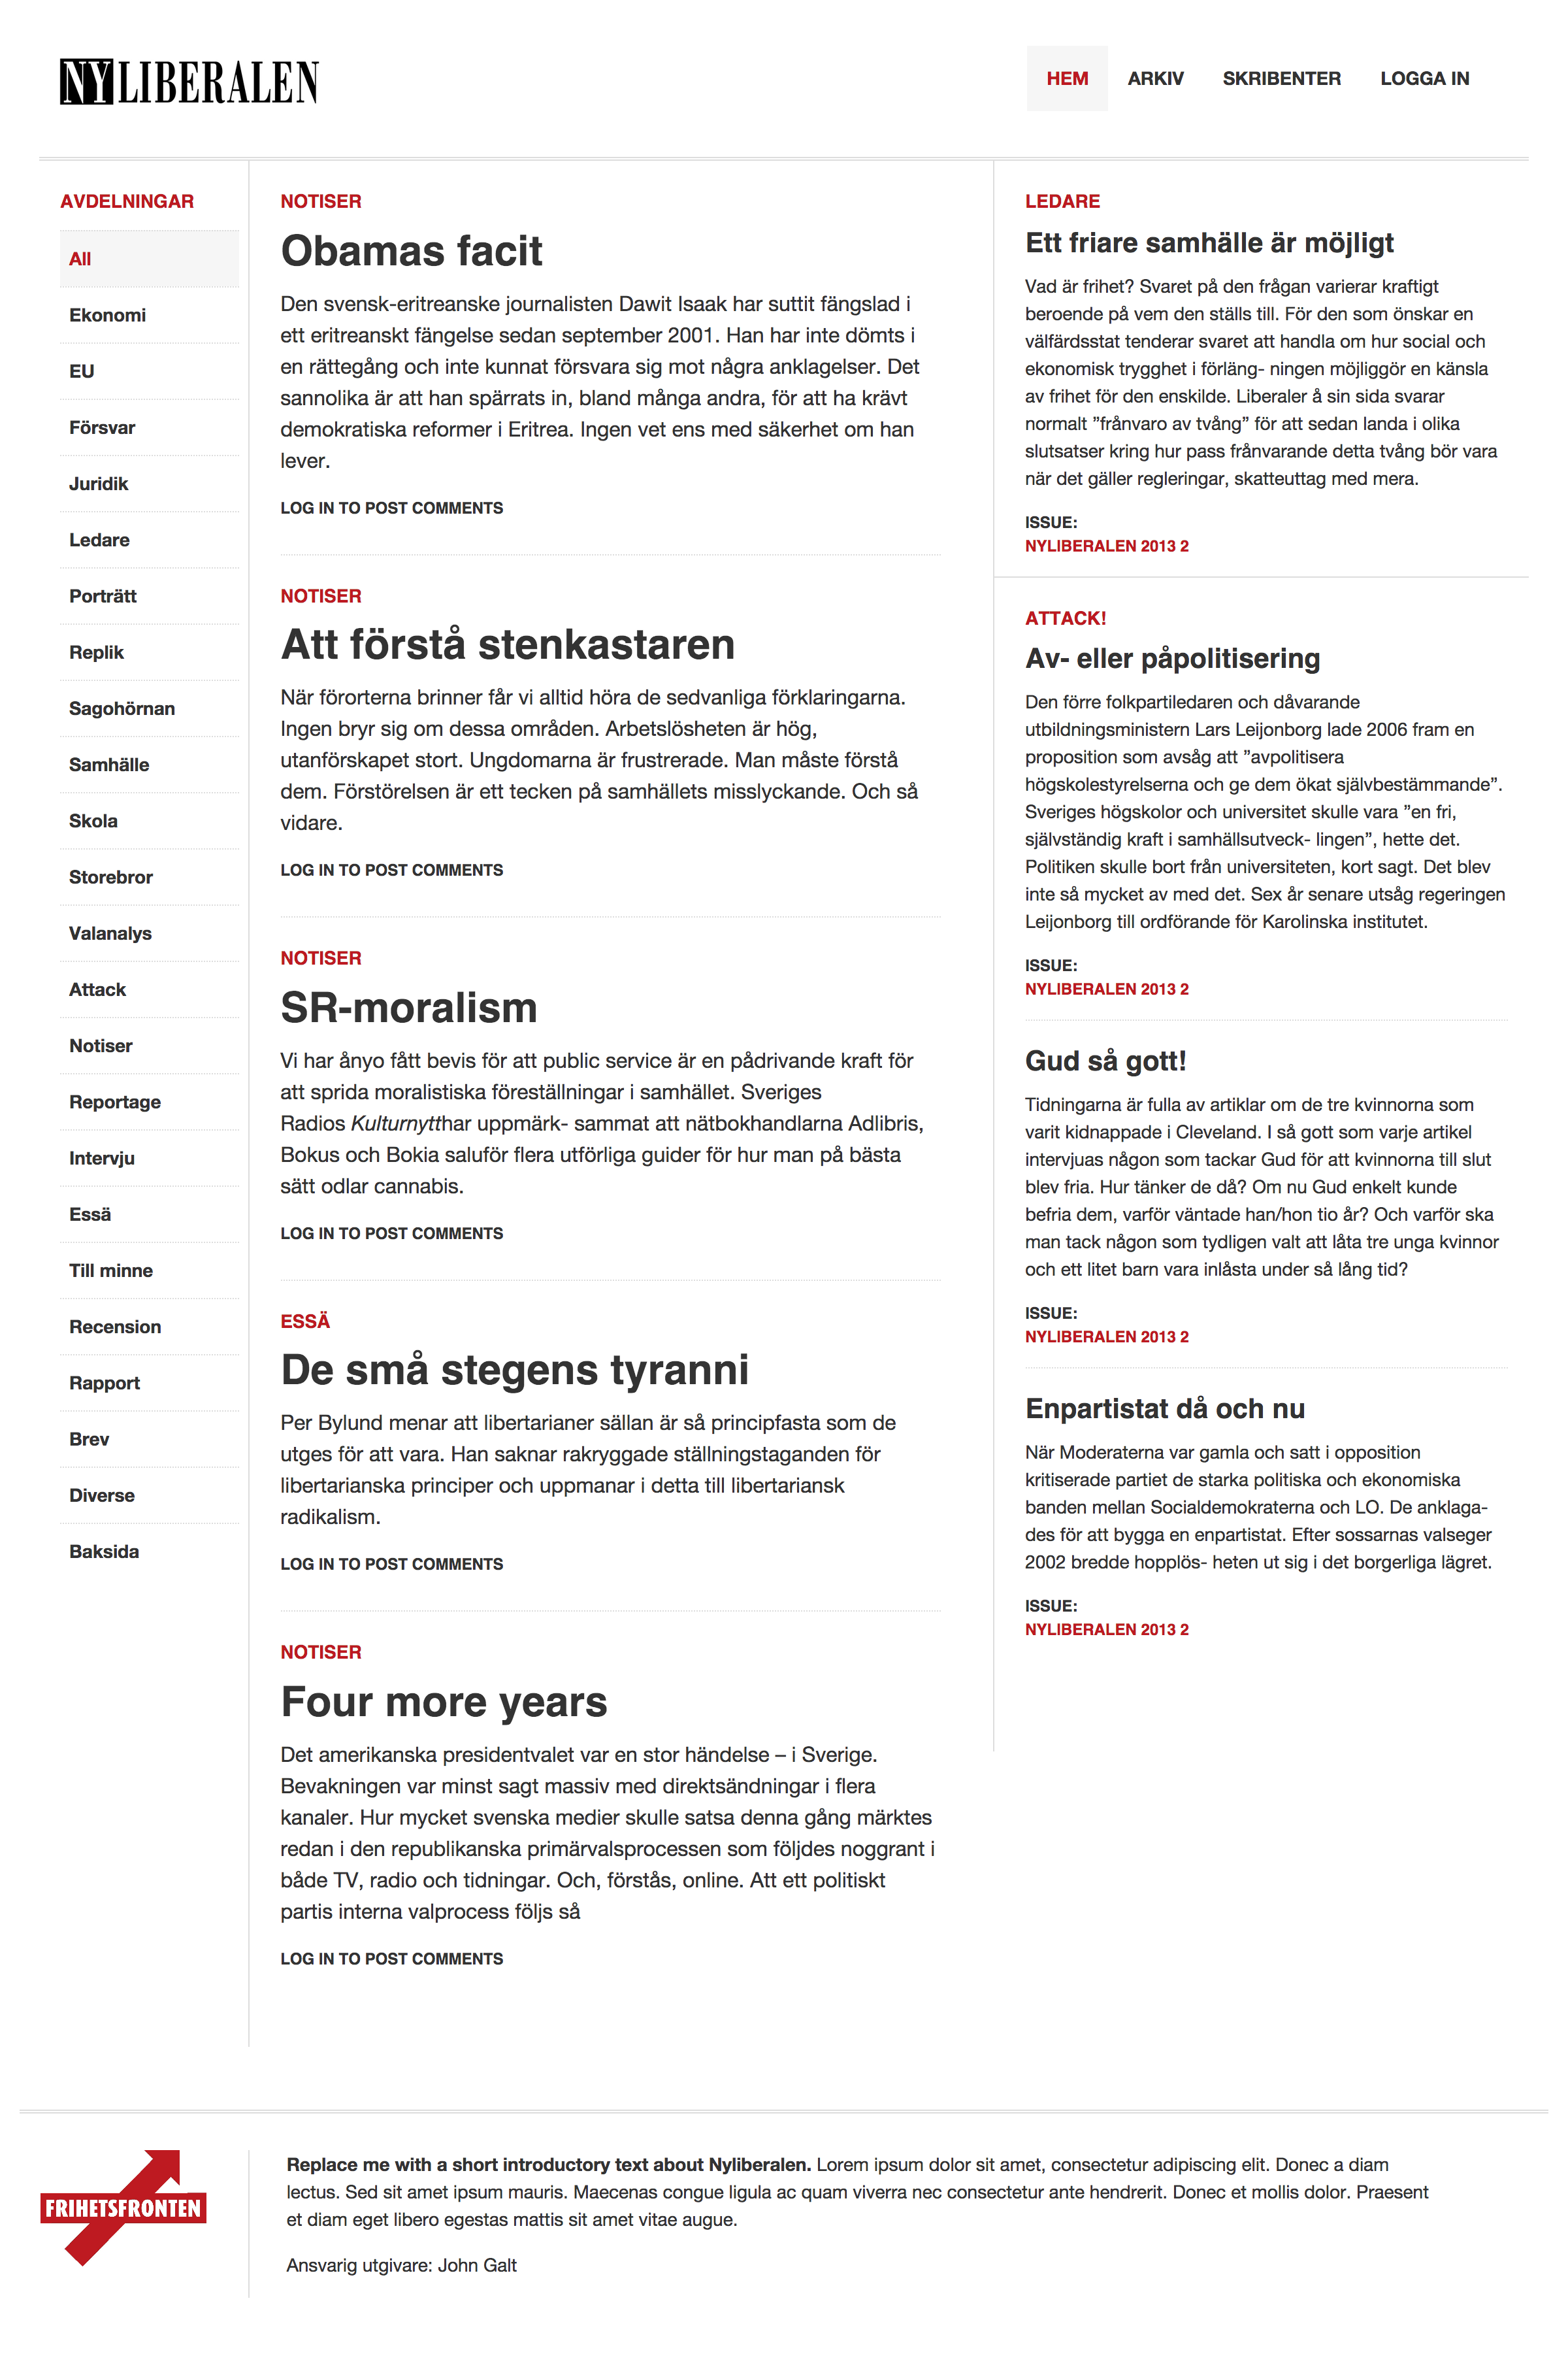 NYLIBERALEN
HEM ARKIV SKRIBENTER LOGGA IN
AVDELNINGAR
All
Ekonomi
EU
Försvar
Juridik
Ledare
Porträtt
Replik
Sagohörnan
Samhälle
Skola
Storebror
Valanalys
Attack
Notiser
Reportage
Intervju
Essä
Till minne
Recension
Rapport
Brev
Diverse
Baksida
NOTISER
Obamas facit
Den svensk-eritreanske journalisten Dawit Isaak har suttit fängslad i
ett eritreanskt fängelse sedan september 2001. Han har inte dömts i
en rättegång och inte kunnat försvara sig mot några anklagelser. Det
sannolika är att han spärrats in, bland många andra, för att ha krävt
demokratiska reformer i Eritrea. Ingen vet ens med säkerhet om han
lever.
LOG IN TO POST COMMENTS
NOTISER
Att förstå stenkastaren
När förorterna brinner får vi alltid höra de sedvanliga förklaringarna.
Ingen bryr sig om dessa områden. Arbetslösheten är hög,
utanförskapet stort. Ungdomarna är frustrerade. Man måste förstå
dem. Förstörelsen är ett tecken på samhällets misslyckande. Och så
vidare.
LOG IN TO POST COMMENTS
NOTISER
SR-moralism
Vi har ånyo fått bevis för att public service är en pådrivande kraft för
att sprida moralistiska föreställningar i samhället. Sveriges
Radios Kulturnytthar uppmärk- sammat att nätbokhandlarna Adlibris,
Bokus och Bokia saluför flera utförliga guider för hur man på bästa
sätt odlar cannabis.
LOG IN TO POST COMMENTS
ESSÄ
De små stegens tyranni
Per Bylund menar att libertarianer sällan är så principfasta som de
utges för att vara. Han saknar rakryggade ställningstaganden för
libertarianska principer och uppmanar i detta till libertariansk
radikalism.
LOG IN TO POST COMMENTS
NOTISER
Four more years
Det amerikanska presidentvalet var en stor händelse – i Sverige.
Bevakningen var minst sagt massiv med direktsändningar i flera
kanaler. Hur mycket svenska medier skulle satsa denna gång märktes
redan i den republikanska primärvalsprocessen som följdes noggrant i
både TV, radio och tidningar. Och, förstås, online. Att ett politiskt
partis interna valprocess följs så
LOG IN TO POST COMMENTS
LEDARE
Ett friare samhälle är möjligt
Vad är frihet? Svaret på den frågan varierar kraftigt
beroende på vem den ställs till. För den som önskar en
välfärdsstat tenderar svaret att handla om hur social och
ekonomisk trygghet i förläng- ningen möjliggör en känsla
av frihet för den enskilde. Liberaler å sin sida svarar
normalt ”frånvaro av tvång” för att sedan landa i olika
slutsatser kring hur pass frånvarande detta tvång bör vara
när det gäller regleringar, skatteuttag med mera.
ISSUE:
NYLIBERALEN 2013 2
ATTACK!
Av- eller påpolitisering
Den förre folkpartiledaren och dåvarande
utbildningsministern Lars Leijonborg lade 2006 fram en
proposition som avsåg att ”avpolitisera
högskolestyrelserna och ge dem ökat självbestämmande”.
Sveriges högskolor och universitet skulle vara ”en fri,
självständig kraft i samhällsutveck- lingen”, hette det.
Politiken skulle bort från universiteten, kort sagt. Det blev
inte så mycket av med det. Sex år senare utsåg regeringen
Leijonborg till ordförande för Karolinska institutet.
ISSUE:
NYLIBERALEN 2013 2
Gud så gott!
Tidningarna är fulla av artiklar om de tre kvinnorna som
varit kidnappade i Cleveland. I så gott som varje artikel
intervjuas någon som tackar Gud för att kvinnorna till slut
blev fria. Hur tänker de då? Om nu Gud enkelt kunde
befria dem, varför väntade han/hon tio år? Och varför ska
man tack någon som tydligen valt att låta tre unga kvinnor
och ett litet barn vara inlåsta under så lång tid?
ISSUE:
NYLIBERALEN 2013 2
Enpartistat då och nu
När Moderaterna var gamla och satt i opposition
kritiserade partiet de starka politiska och ekonomiska
banden mellan Socialdemokraterna och LO. De anklaga-
des för att bygga en enpartistat. Efter sossarnas valseger
2002 bredde hopplös- heten ut sig i det borgerliga lägret.
ISSUE:
NYLIBERALEN 2013 2
FRIHETSFRONTEN
Replace me with a short introductory text about Nyliberalen. Lorem ipsum dolor sit amet, consectetur adipiscing elit. Donec a diam
lectus. Sed sit amet ipsum mauris. Maecenas congue ligula ac quam viverra nec consectetur ante hendrerit. Donec et mollis dolor. Praesent
et diam eget libero egestas mattis sit amet vitae augue.
Ansvarig utgivare: John Galt